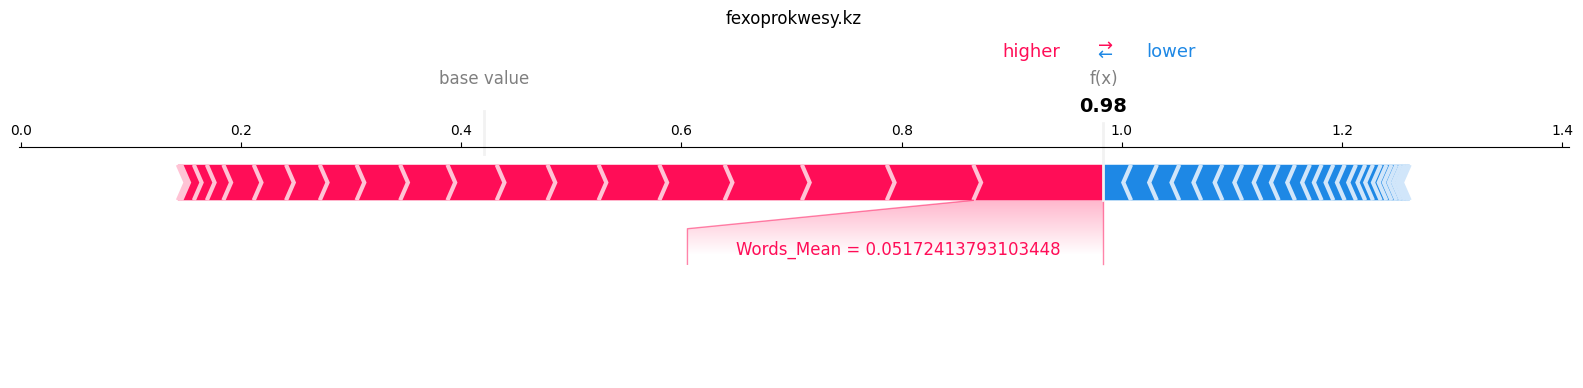 fexoprokwesy.kz
higher ⇄ lower
base value f(x)
0.98
0.0 0.2 0.4 0.6 0.8 1.0 1.2 1.4
Words_Mean = 0.05172413793103448